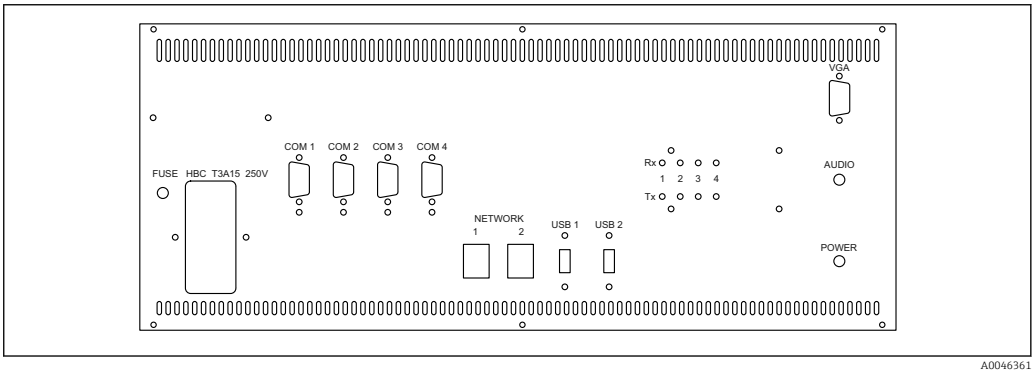 VGA
COM 1 COM 2 COM 3 COM 4
Rx
AUDIO
FUSE HBC T3A15 250V
1 2 3 4
Tx
NETWORK
1 2
USB 1 USB 2
POWER
A0046361